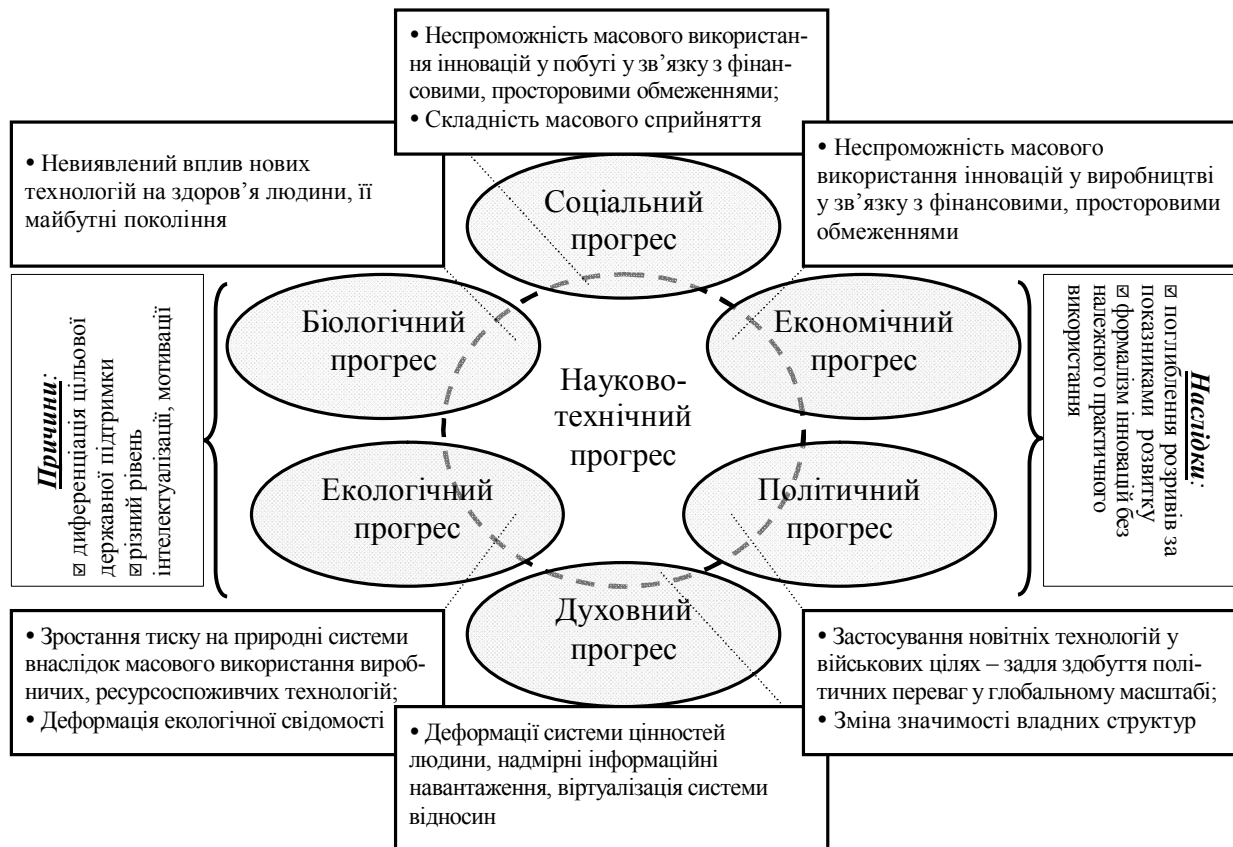 • Неспроможність масового використан-
ня інновацій у побуті у зв’язку з фінан-
совими, просторовими обмеженнями;
• Складність масового сприйняття
• Невиявлений вплив нових
технологій на здоров’я людини, її
майбутні покоління
• Неспроможність масового
використання інновацій у виробництві
у зв’язку з фінансовими, просторовими
обмеженнями
Соціальний
прогрес
Біологічний
прогрес
Економічний
прогрес
Науково-
технічний
прогрес
Екологічний
прогрес
Політичний
прогрес
Духовний
прогрес
Причини:
☑ диференціація цільової
державної підтримки
☑ різний рівень
інтелектуалізації, мотивації
Наслідки:
☑ поглиблення розривів за
показниками розвитку
☑ формалізм інновацій без
належного практичного
використання
• Зростання тиску на природні системи
внаслідок масового використання вироб-
ничих, ресурсоспоживчих технологій;
• Деформація екологічної свідомості
• Деформації системи цінностей
людини, надмірні інформаційні
навантаження, віртуалізація системи
відносин
• Застосування новітніх технологій у
військових цілях – задля здобуття полі-
тичних переваг у глобальному масштабі;
• Зміна значимості владних структур